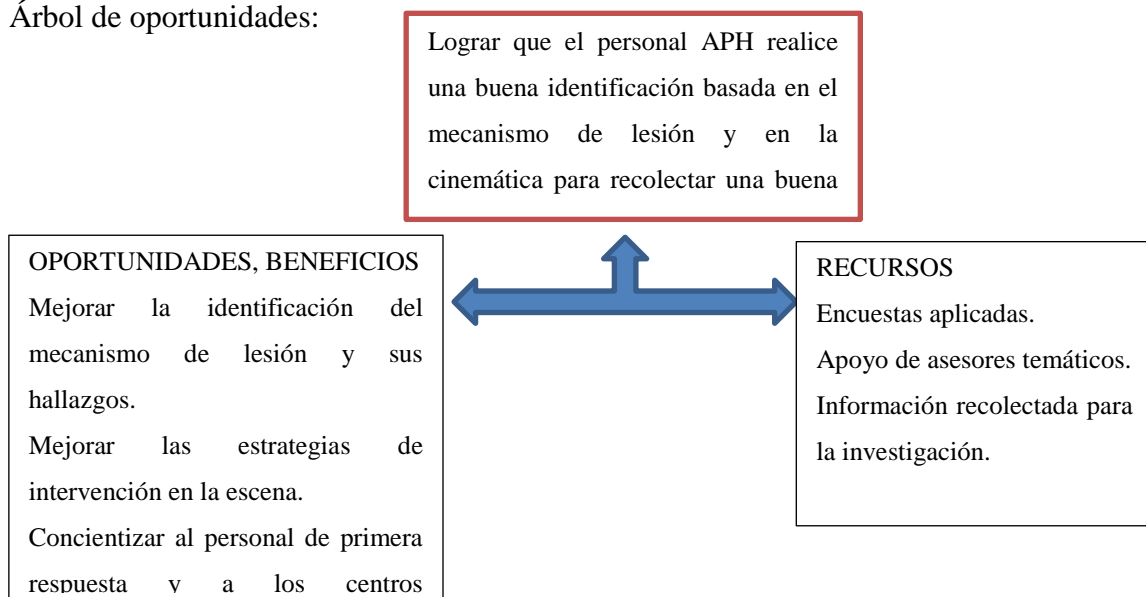 Árbol de oportunidades:
Lograr que el personal APH realice
una buena identificación basada en el
mecanismo de lesión y en la
cinemática para recolectar una buena
OPORTUNIDADES, BENEFICIOS
Mejorar la identificación del
mecanismo de lesión y sus
hallazgos.
Mejorar las estrategias de
intervención en la escena.
Concientizar al personal de primera
respuesta y a los centros
RECURSOS
Encuestas aplicadas.
Apoyo de asesores temáticos.
Información recolectada para
la investigación.